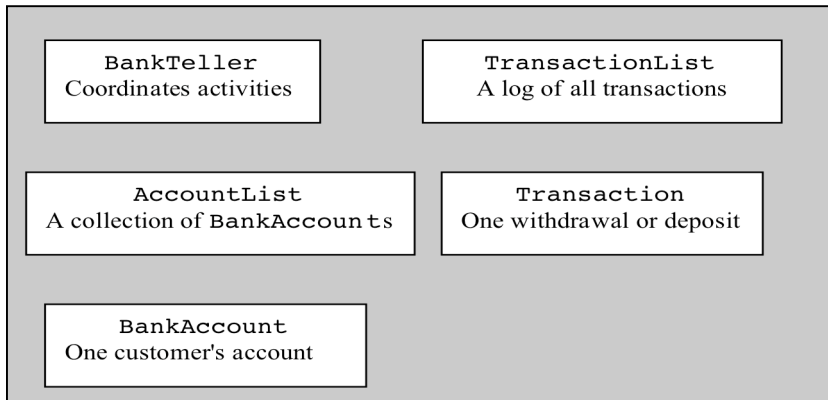 BankTeller
Coordinates activities
TransactionList
A log of all transactions
AccountList
A collection of BankAccounts
Transaction
One withdrawal or deposit
BankAccount
One customer's account